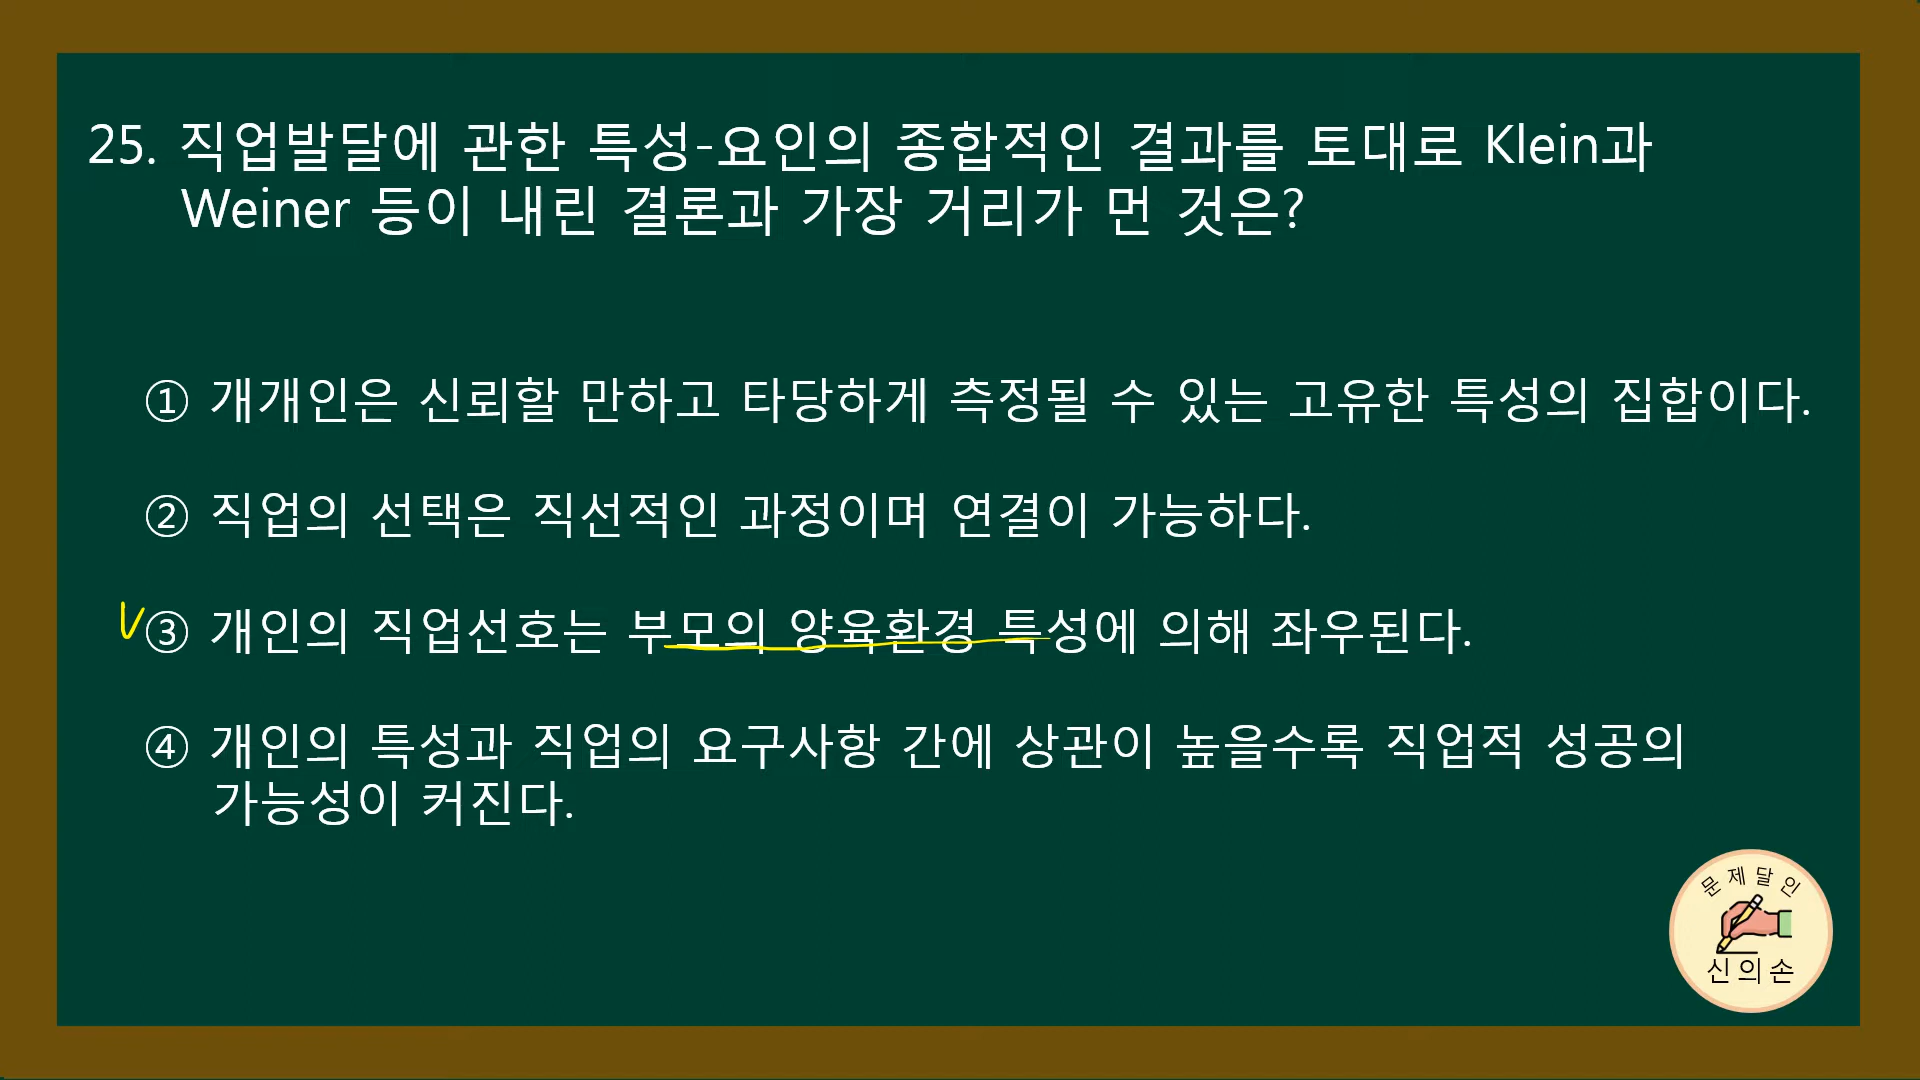 25. 직업발달에 관한 특성-요인의 종합적인 결과를 토대로 Klein과
Weiner 등이 내린 결론과 가장 거리가 먼 것은?
① 개개인은 신뢰할 만하고 타당하게 측정될 수 있는 고유한 특성의 집합이다.
② 직업의 선택은 직선적인 과정이며 연결이 가능하다.
③ 개인의 직업선호는 부모의 양육환경 특성에 의해 좌우된다.
④ 개인의 특성과 직업의 요구사항 간에 상관이 높을수록 직업적 성공의
가능성이 커진다.
문제달인
신의손